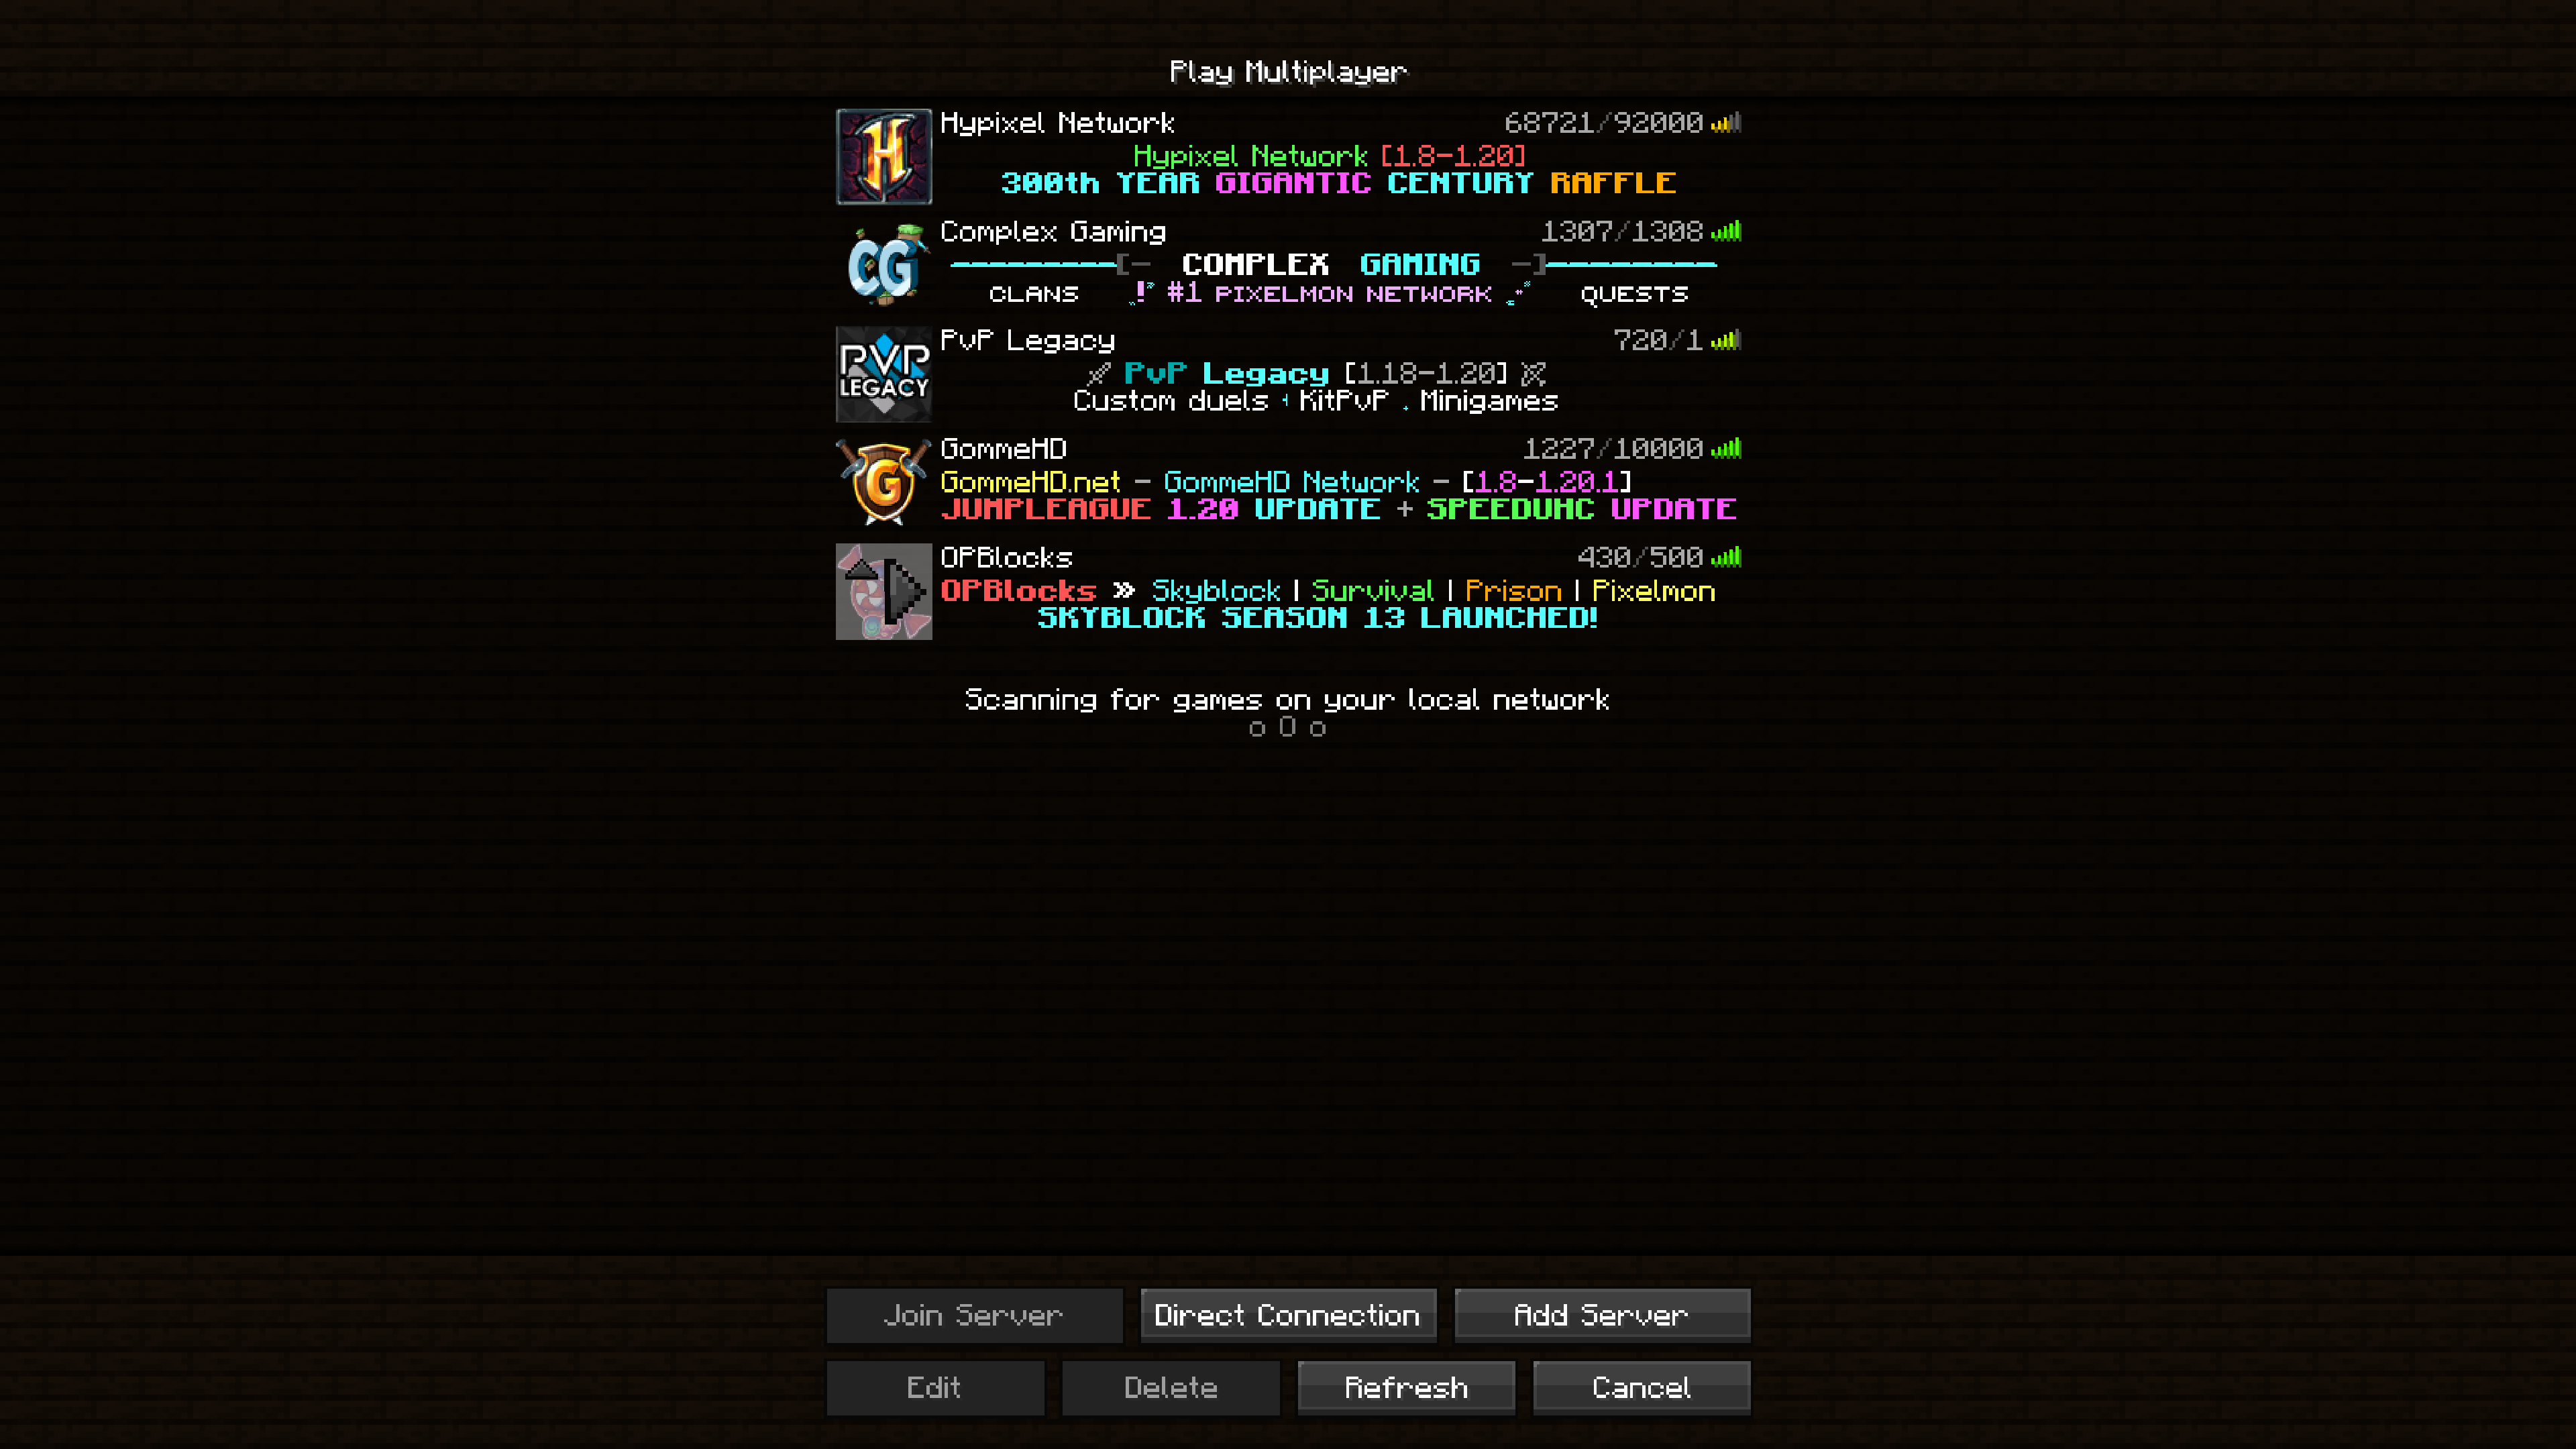 Play Multiplayer
H
Hypixel Network 68721/92000
Hypixel Network [1.8-1.20]
300th YEAR GIGANTIC CENTURY RAFFLE
CG
Complex Gaming 1307/1308
[- COMPLEX GAMING -]
CLANS #1 PIXELMON NETWORK QUESTS
PVP LEGACY
PvP Legacy 720/1
PvP Legacy [1.18-1.20]
Custom duels KitPvP Minigames
G
GommeHD 1227/10000
GommeHD.net - GommeHD Network - [1.8-1.20.1]
JUMPLEAGUE 1.20 UPDATE + SPEEDUHC UPDATE
OPBlocks 430/500
OPBlocks » Skyblock | Survival | Prison | Pixelmon
SKYBLOCK SEASON 13 LAUNCHED!
Scanning for games on your local network
o O o
Join Server Direct Connection Add Server
Edit Delete Refresh Cancel